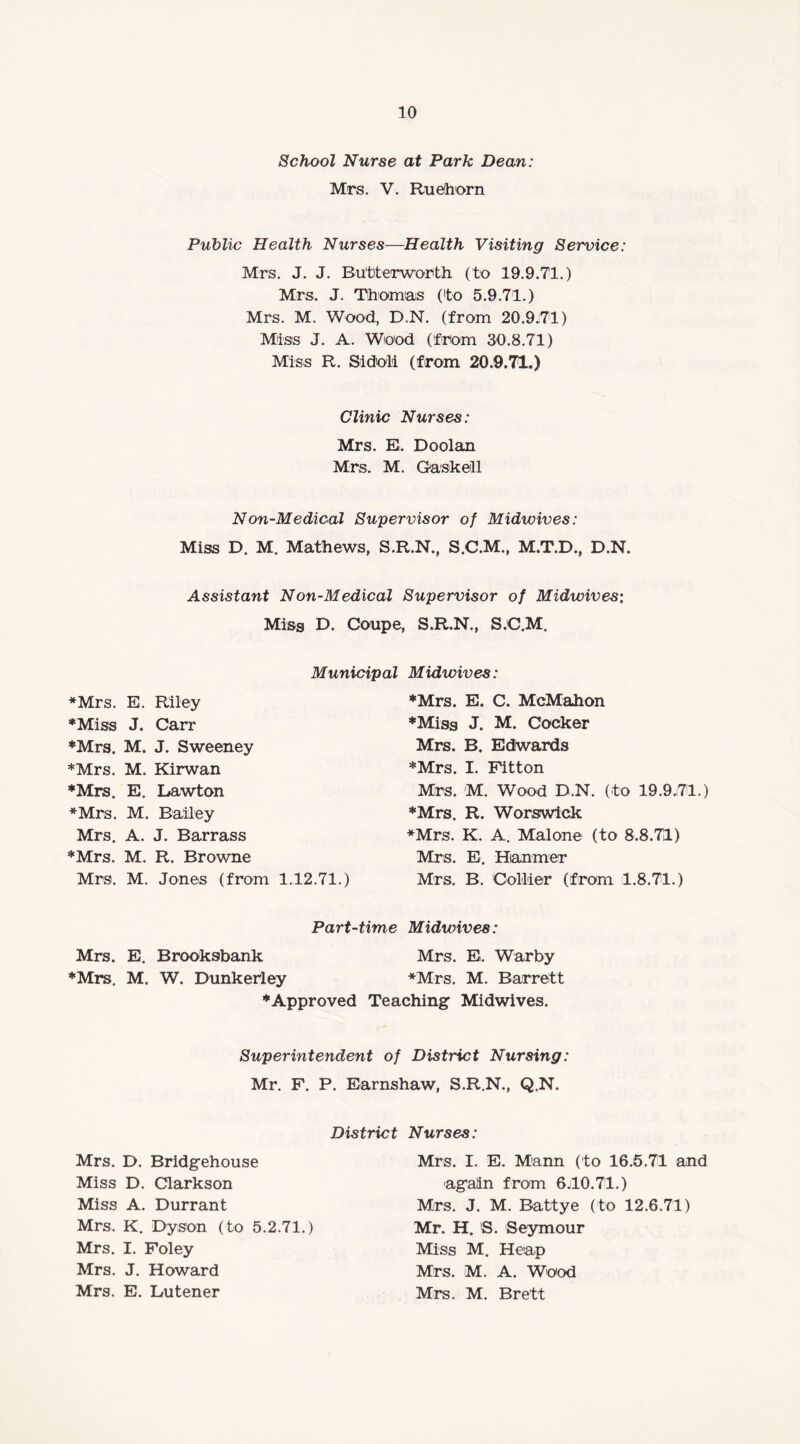 10
School Nurse at Park Dean:
Mrs. V. Ruehorn
Public Health Nurses—Health Visiting Service:
Mrs. J. J. Butterworth (to 19.9.71.)
Mrs. J. Thomas (to 5.9.71.)
Mrs. M. Wood, D.N. (from 20.9.71)
Miss J. A. Wood (from 30.8.71)
Miss R. Sidoli (from 20.9.71.)
Clinic Nurses:
Mrs. E. Doolan
Mrs. M. Gaskell
Non-Medical Supervisor of Midwives:
Miss D. M. Mathews, S.R.N., S.C.M., M.T.D., D.N.
Assistant Non-Medical Supervisor of Midwives:
Miss D. Coupe, S.R.N., S.C.M.
Municipal Midwives:
*Mrs. E. Riley
*Miss J. Carr
*Mrs. M. J. Sweeney
*Mrs. M. Kirwan
*Mrs. E. Lawton
*Mrs. M. Bailey
Mrs. A. J. Barrass
*Mrs. M. R. Browne
Mrs. M. Jones (from 1.12.71.)
*Mrs. E. C. McMahon
*Miss J. M. Cocker
Mrs. B. Edwards
*Mrs. I. Fitton
Mrs. M. Wood D.N. (to 19.9.71.)
*Mrs. R. Worswick
*Mrs. K. A. Malone (to 8.8.71)
Mrs. E. Hanmer
Mrs. B. Collier (from 1.8.71.)
Part-time Midwives:
Mrs. E. Brooksbank
*Mrs. M. W. Dunkerley
Mrs. E. Warby
*Mrs. M. Barrett
*Approved Teaching Midwives.
Superintendent of District Nursing:
Mr. F. P. Earnshaw, S.R.N., Q.N.
District Nurses:
Mrs. D. Bridgehouse
Miss D. Clarkson
Miss A. Durrant
Mrs. K. Dyson (to 5.2.71.)
Mrs. I. Foley
Mrs. J. Howard
Mrs. E. Lutener
Mrs. I. E. Mann (to 16.5.71 and
again from 6.10.71.)
Mrs. J. M. Battye (to 12.6.71)
Mr. H. S. Seymour
Miss M. Heap
Mrs. M. A. Wood
Mrs. M. Brett